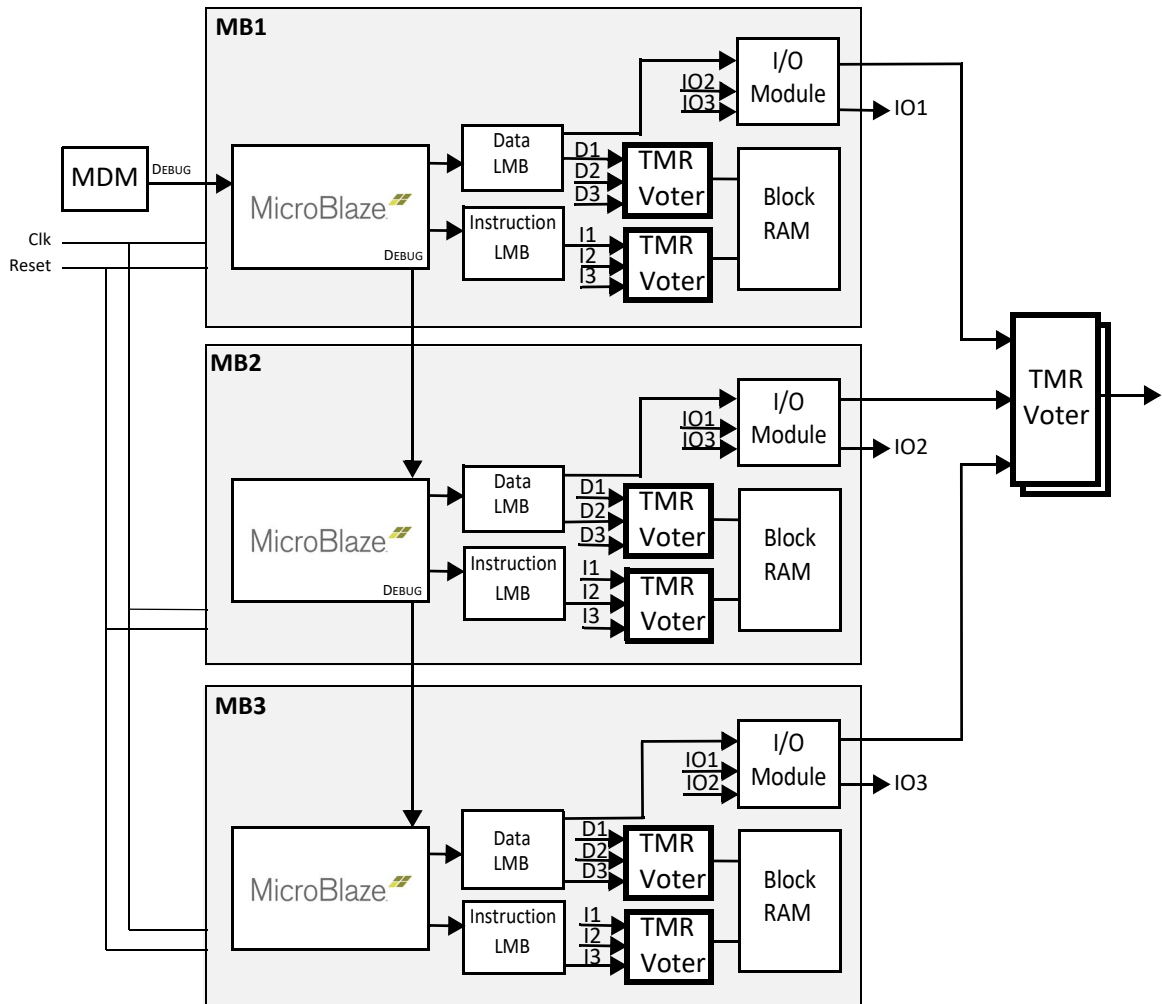 MB1
I/O
Module
IO2
IO3
IO1
MDM
DEBUG
MicroBlaze
DEBUG
Data
LMB
D1
D2
D3
TMR
Voter
Block
RAM
Instruction
LMB
I1
I2
I3
TMR
Voter
Clk
Reset
MB2
I/O
Module
IO1
IO3
IO2
MicroBlaze
DEBUG
Data
LMB
D1
D2
D3
TMR
Voter
Block
RAM
Instruction
LMB
I1
I2
I3
TMR
Voter
TMR
Voter
MB3
I/O
Module
IO1
IO2
IO3
MicroBlaze
Data
LMB
D1
D2
D3
TMR
Voter
Block
RAM
Instruction
LMB
I1
I2
I3
TMR
Voter